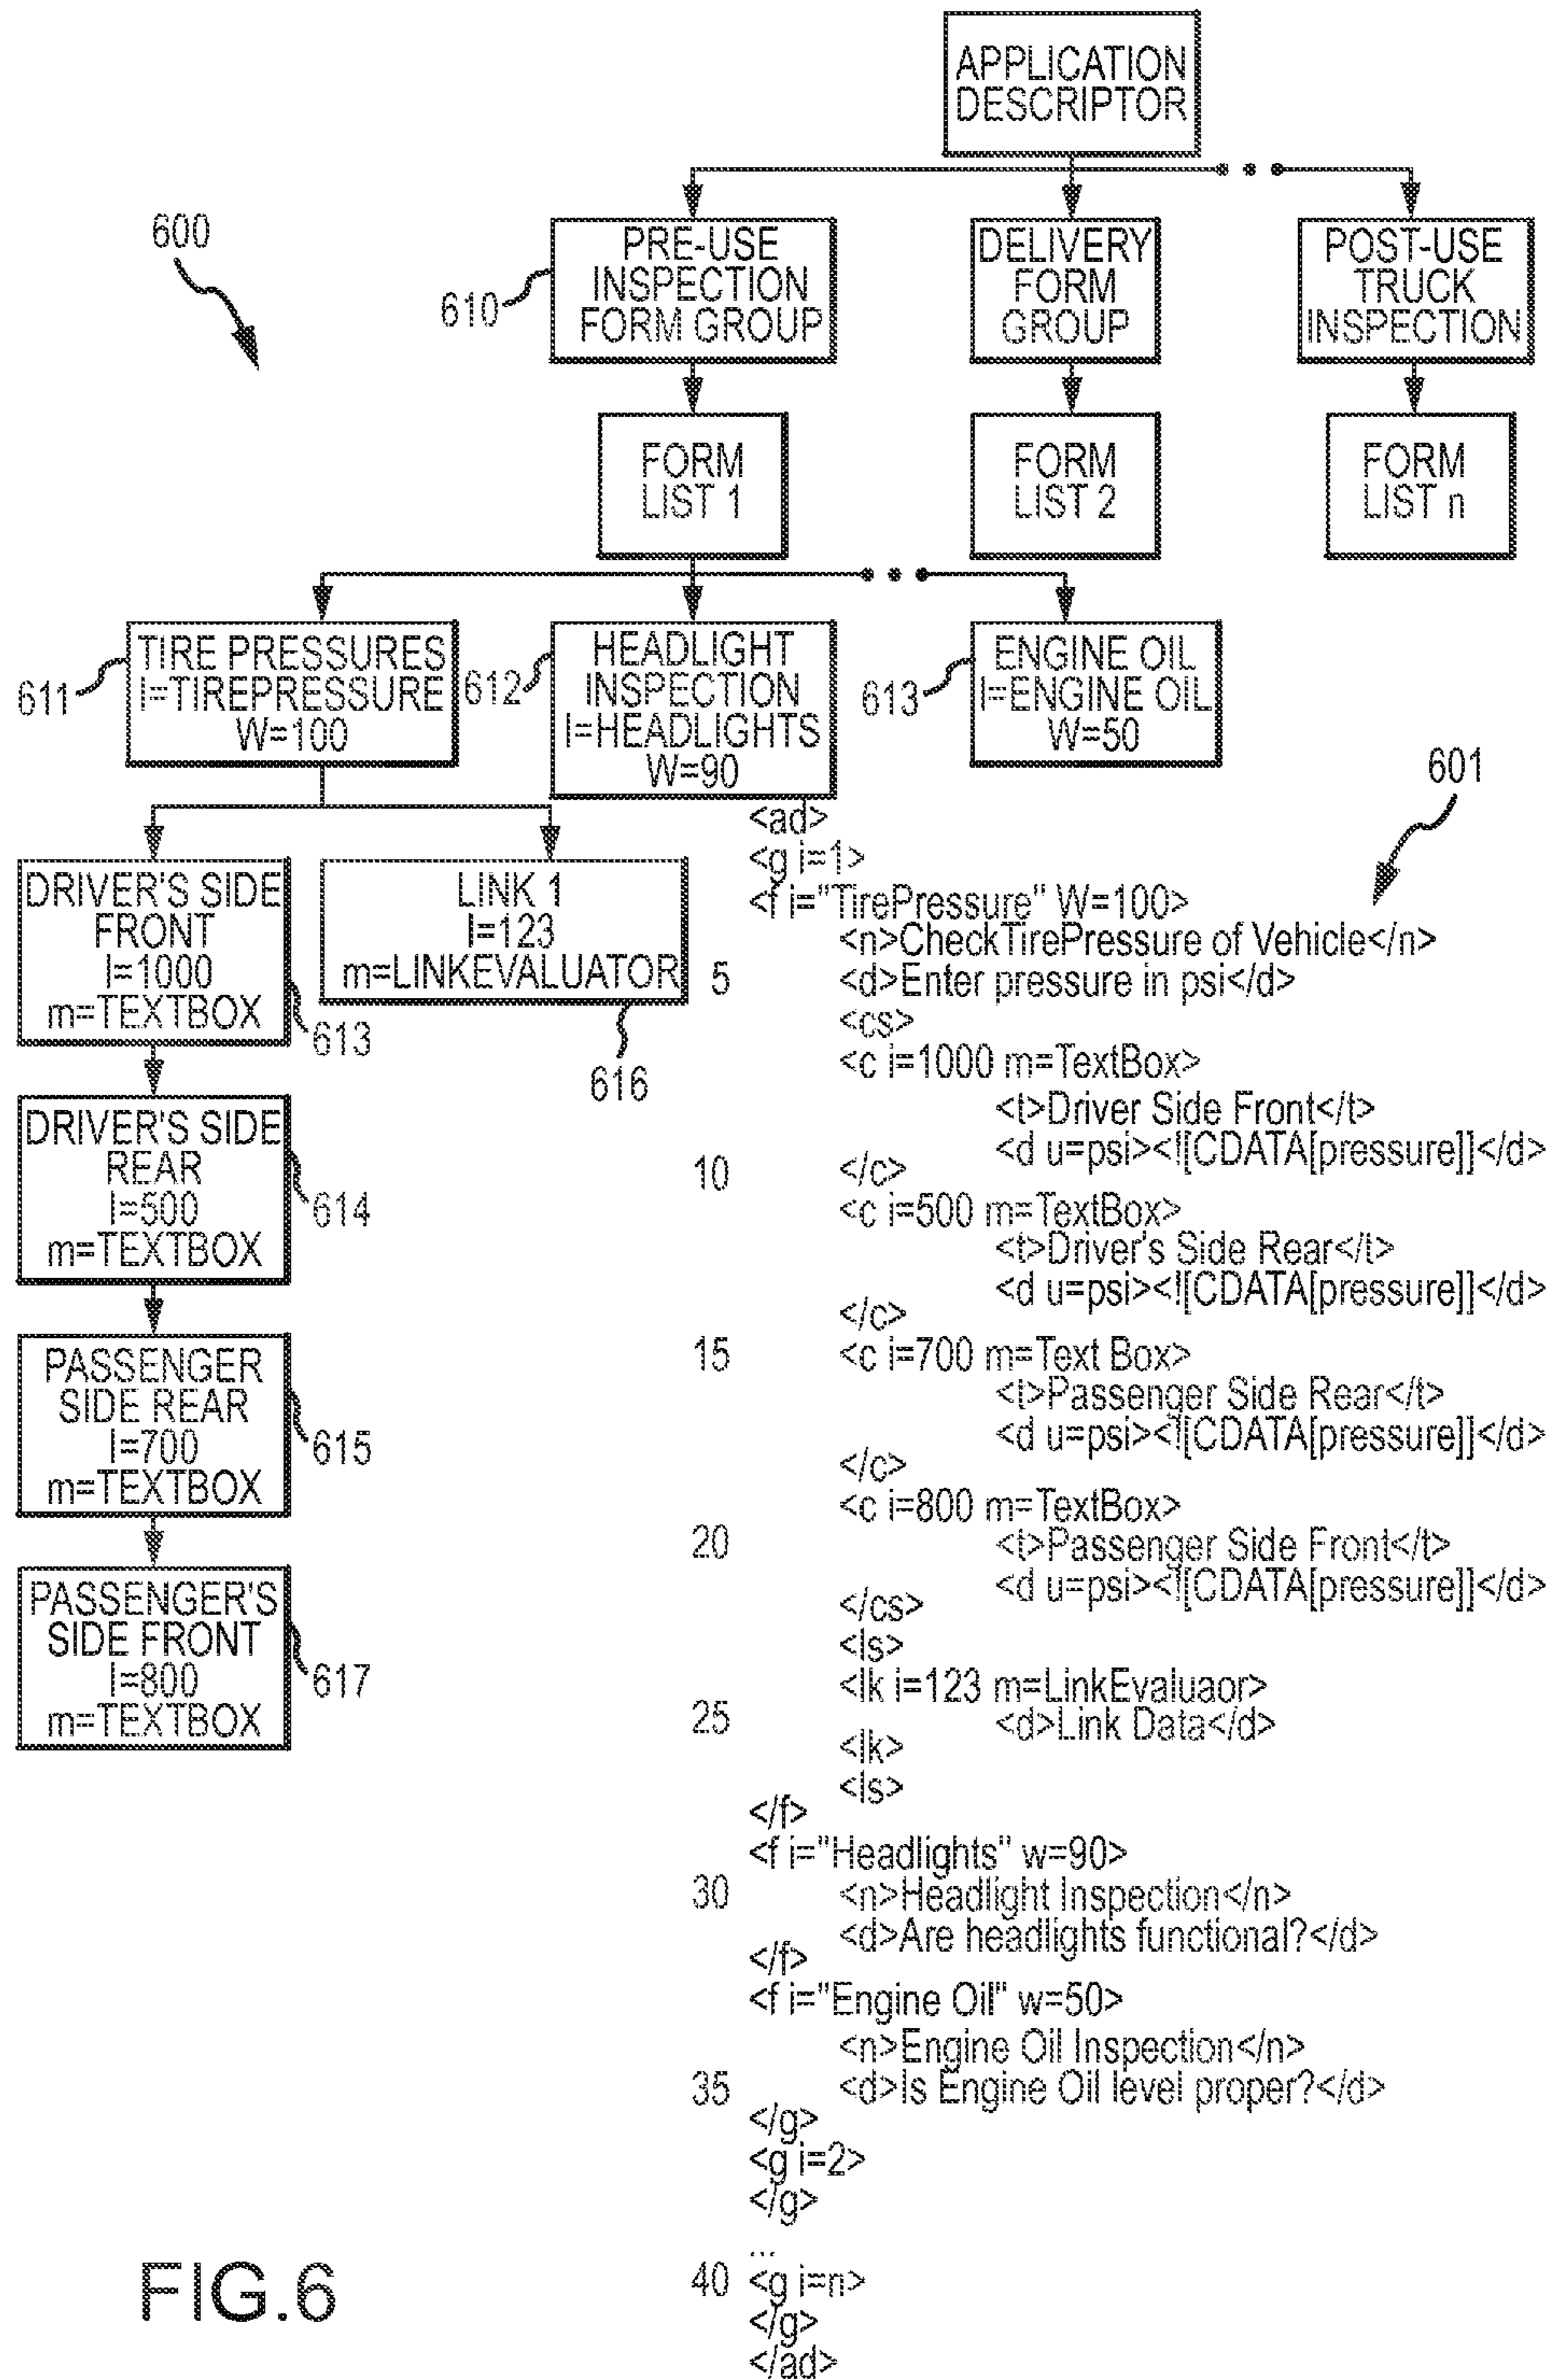 APPLICATION
DESCRIPTOR
600
610
PRE-USE
INSPECTION
FORM GROUP
DELIVERY
FORM
GROUP
POST-USE
TRUCK
INSPECTION
FORM
LIST 1
FORM
LIST 2
FORM
LIST n
611
TIRE PRESSURES
I=TIREPRESSURE
W=100
612
HEADLIGHT
INSPECTION
I=HEADLIGHTS
W=90
613
ENGINE OIL
I=ENGINE OIL
W=50
601
DRIVER'S SIDE
FRONT
I=1000
m=TEXTBOX
613
LINK 1
I=123
m=LINKEVALUATOR
616
DRIVER'S SIDE
REAR
I=500
m=TEXTBOX
614
PASSENGER
SIDE REAR
I=700
m=TEXTBOX
615
PASSENGER'S
SIDE FRONT
I=800
m=TEXTBOX
617
<ad>
<g i=1>
<f i="TirePressure" W=100>
<n>CheckTirePressure of Vehicle</n>
5 <d>Enter pressure in psi</d>
<cs>
<c i=1000 m=TextBox>
<t>Driver Side Front</t>
<d u=psi><![CDATA[pressure]]</d>
10 </c>
<c i=500 m=TextBox>
<t>Driver's Side Rear</t>
<d u=psi><![CDATA[pressure]]</d>
</c>
15 <c i=700 m=Text Box>
<t>Passenger Side Rear</t>
<d u=psi><![CDATA[pressure]]</d>
</c>
<c i=800 m=TextBox>
20 <t>Passenger Side Front</t>
<d u=psi><![CDATA[pressure]]</d>
</cs>
<ls>
<lk i=123 m=LinkEvaluaor>
25 <d>Link Data</d>
<lk>
<ls>
</f>
<f i="Headlights" w=90>
30 <n>Headlight Inspection</n>
<d>Are headlights functional?</d>
</f>
<f i="Engine Oil" w=50>
<n>Engine Oil Inspection</n>
35 <d>Is Engine Oil level proper?</d>
</g>
<g i=2>
</g>
...
40 <g i=n>
</g>
</ad>
FIG.6